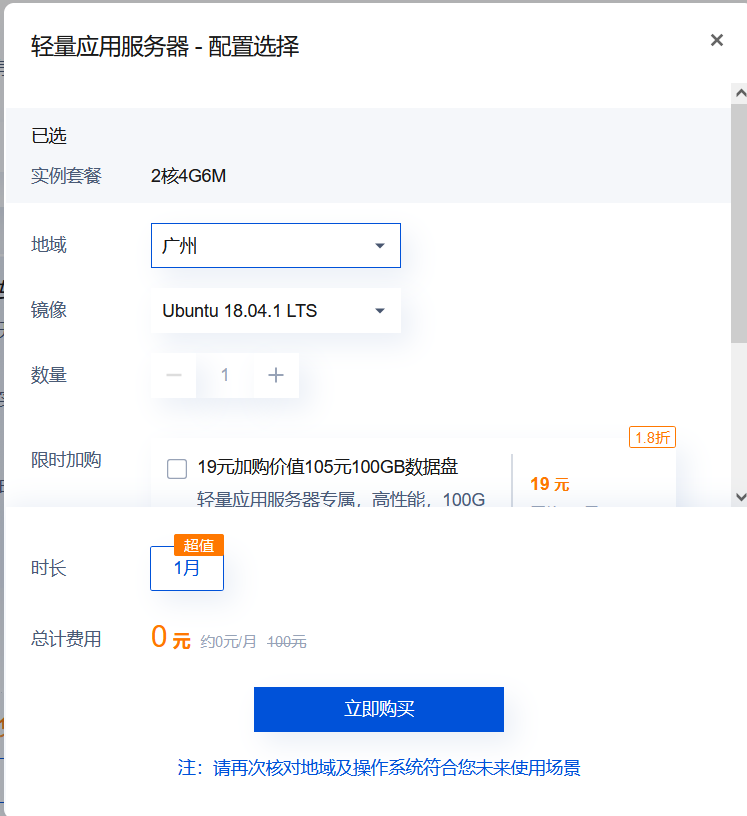 轻量应用服务器 - 配置选择
已选
实例套餐 2核4G6M
地域 广州
镜像 Ubuntu 18.04.1 LTS
数量 1
1.8折
限时加购 19元加购价值105元100GB数据盘
19 元
轻量应用服务器专属，高性能，100G
超值
时长 1月
总计费用 0 元 约0元/月 100元
立即购买
注：请再次核对地域及操作系统符合您未来使用场景